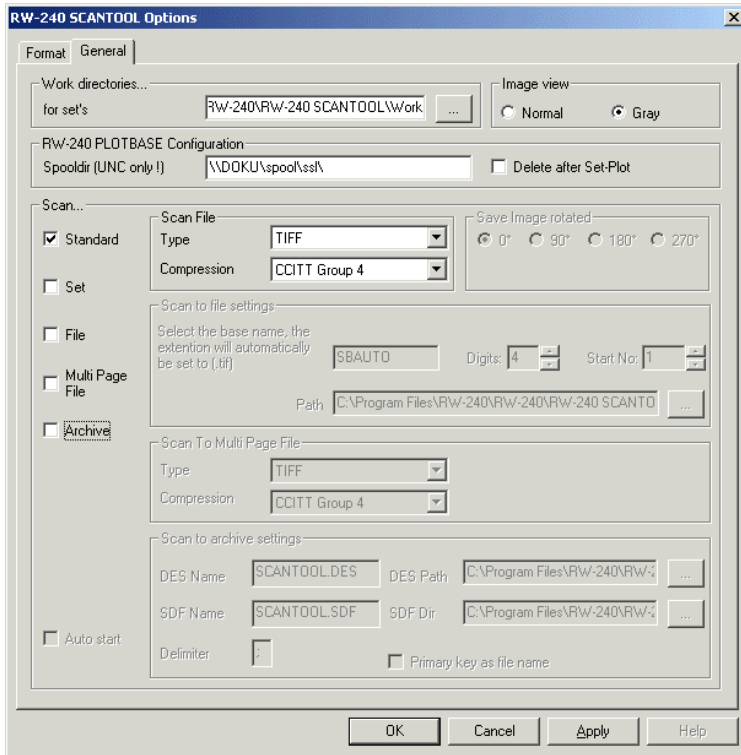 RW-240 SCANTOOL Options
Format General
Work directories...
for set's RW-240\RW-240 SCANTOOL\Work ...
Image view
Normal Gray
RW-240 PLOTBASE Configuration
Spooldir (UNC only !) \\DOKU\spool\ssl\ Delete after Set-Plot
Scan...
Standard
Set
File
Multi Page
File
Archive
Auto start
Scan File
Type TIFF
Compression CCITT Group 4
Save Image rotated
0° 90° 180° 270°
Scan to file settings
Select the base name, the
extention will automatically
be set to (.tif)
SBAUTO Digits: 4 Start No: 1
Path C:\Program Files\RW-240\RW-240\RW-240 SCANTO ...
Scan To Multi Page File
Type TIFF
Compression CCITT Group 4
Scan to archive settings
DES Name SCANTOOL.DES DES Path C:\Program Files\RW-240\RW-2 ...
SDF Name SCANTOOL.SDF SDF Dir C:\Program Files\RW-240\RW-2 ...
Delimiter ; Primary key as file name
OK Cancel Apply Help